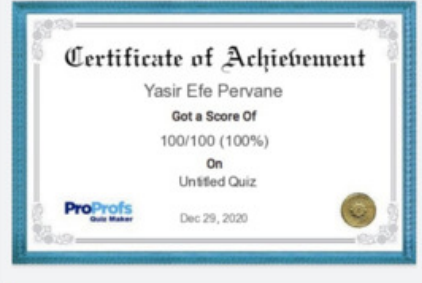 Certificate of Achievement
Yasir Efe Pervane
Got a Score Of
100/100 (100%)
On
Untitled Quiz
ProProfs
Quiz Maker
Dec 29, 2020